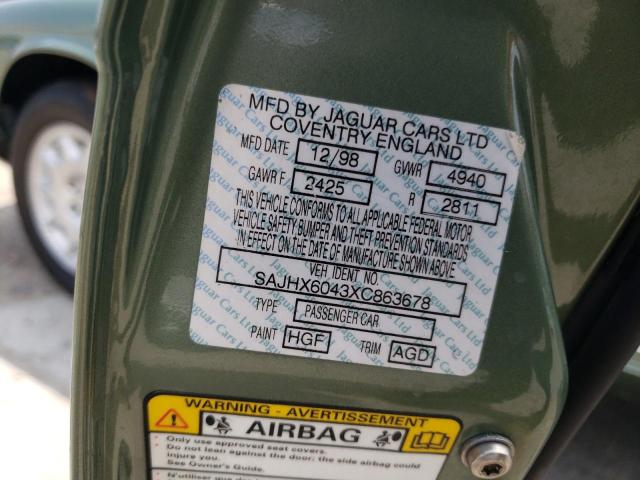 MFD BY JAGUAR CARS LTD
COVENTRY ENGLAND
MFD DATE 12/98 GVWR 4940
GAWR F 2425 R 2811
THIS VEHICLE CONFORMS TO ALL APPLICABLE FEDERAL MOTOR
VEHICLE SAFETY BUMPER AND THEFT PREVENTION STANDARDS
IN EFFECT ON THE DATE OF MANUFACTURE SHOWN ABOVE.
VEH IDENT NO.
SAJHX6043XC863678
TYPE PASSENGER CAR
PAINT HGF TRIM AGD
WARNING - AVERTISSEMENT
AIRBAG
Only use approved seat covers.
Do not lean against the door; the side airbag could
injure you.
See Owner's Guide.
N'utiliser que